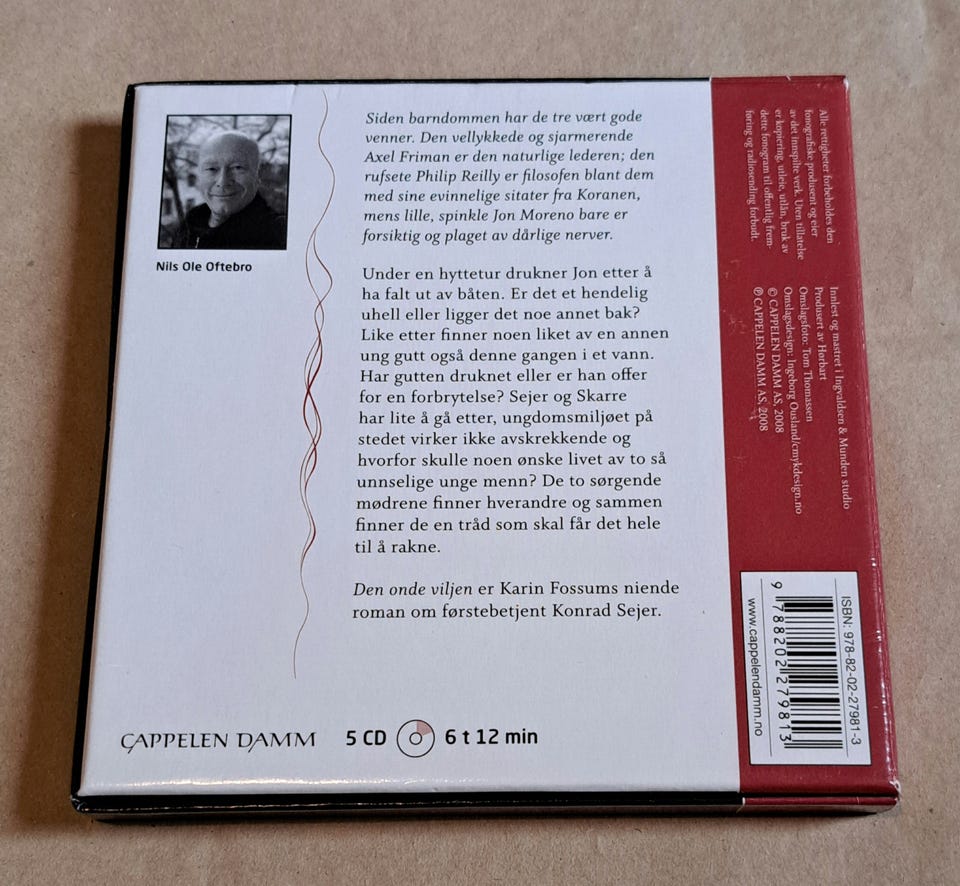 Nils Ole Oftebro
Siden barndommen har de tre vært gode
venner. Den vellykkede og sjarmerende
Axel Friman er den naturlige lederen; den
rufsete Philip Reilly er filosofen blant dem
med sine evinnelige sitater fra Koranen,
mens lille, spinkle Jon Moreno bare er
forsiktig og plaget av dårlige nerver.
Under en hyttetur drukner Jon etter å
ha falt ut av båten. Er det et hendelig
uhell eller ligger det noe annet bak?
Like etter finner noen liket av en annen
ung gutt også denne gangen i et vann.
Har gutten druknet eller er han offer
for en forbrytelse? Sejer og Skarre
har lite å gå etter, ungdomsmiljøet på
stedet virker ikke avskrekkende og
hvorfor skulle noen ønske livet av to så
unnselige unge menn? De to sørgende
mødrene finner hverandre og sammen
finner de en tråd som skal får det hele
til å rakne.
Den onde viljen er Karin Fossums niende
roman om førstebetjent Konrad Sejer.
CAPPELEN DAMM
5 CD
6 t 12 min
Alle rettigheter forbeholdes den
fonografiske produsent og eier
av det innspilte verk. Uten tillatelse
er kopiering, utleie, utlån, bruk av
dette fonogram til offentlig frem-
føring og radiosending forbudt.
Innlest og mastret i Ingvaldsen & Munden studio
Produsert av Hørbart
Omslagsfoto: Tom Thomassen
Omslagsdesign: Ingeborg Ousland/cmykdesign.no
© CAPPELEN DAMM AS, 2008
℗ CAPPELEN DAMM AS, 2008
ISBN: 978-82-02-27981-3
9 788202 279813
www.cappelendamm.no